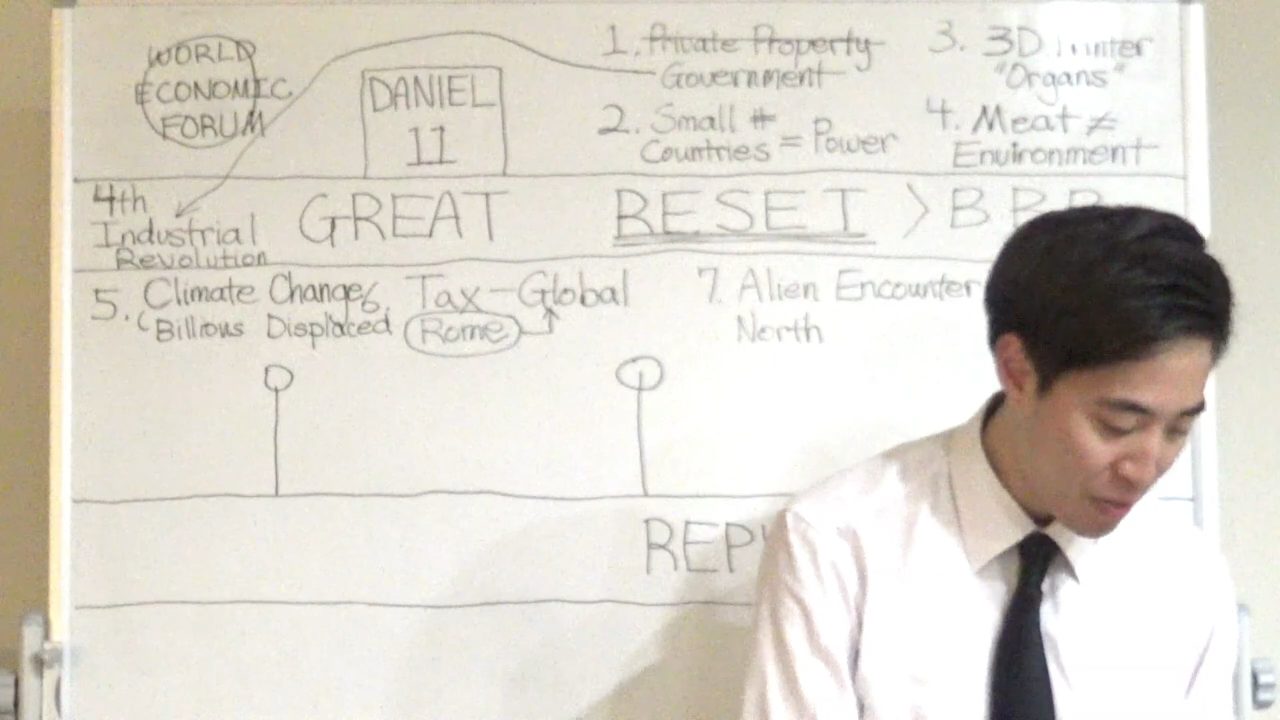 WORLD
ECONOMIC
FORUM
DANIEL
11
1. Private Property
Government
2. Small #
Countries = Power
3. 3D
"Organs"
4. Meat ≠
Environment
4th
Industrial
Revolution
GREAT RESET > B
5. Climate Change
(Billions Displaced
6. Tax - Global
Rome
7. Alien Encounter
North
REP